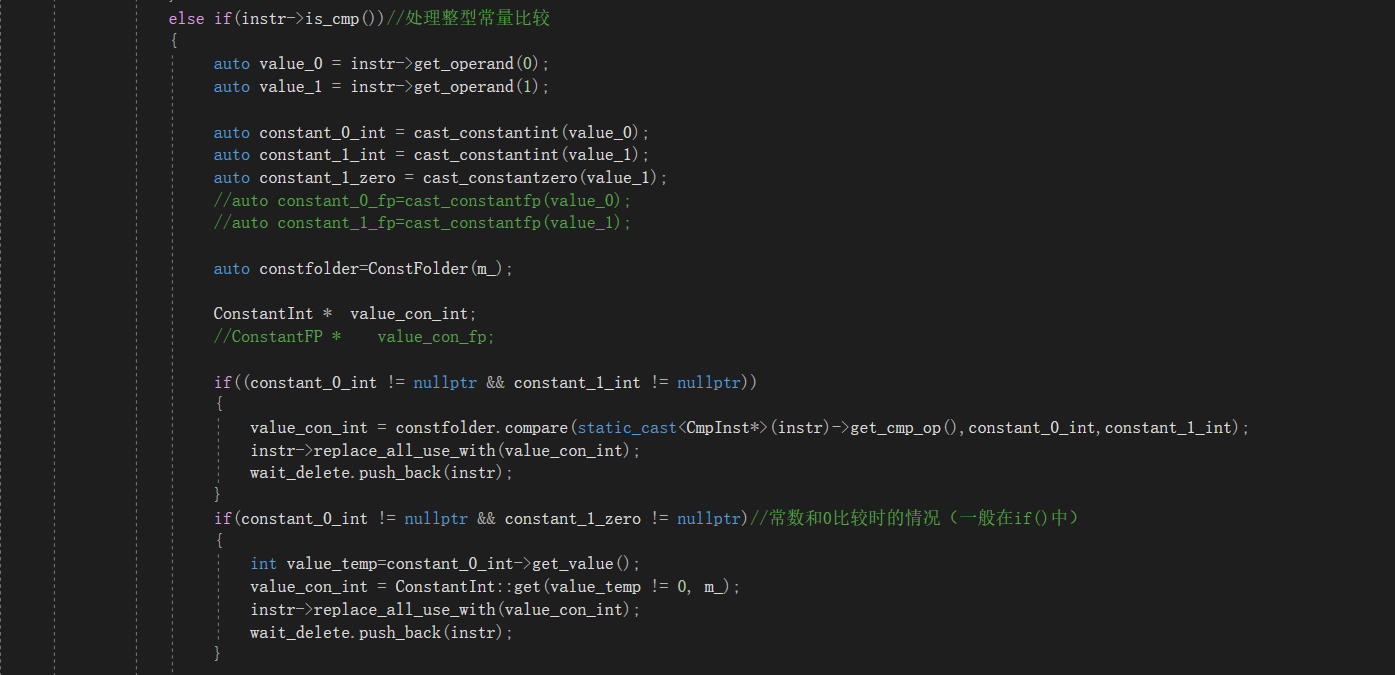 else if(instr->is_cmp())//处理整型常量比较
{
auto value_0 = instr->get_operand(0);
auto value_1 = instr->get_operand(1);
auto constant_0_int = cast_constantint(value_0);
auto constant_1_int = cast_constantint(value_1);
auto constant_1_zero = cast_constantzero(value_1);
//auto constant_0_fp=cast_constantfp(value_0);
//auto constant_1_fp=cast_constantfp(value_1);
auto constfolder=ConstFolder(m_);
ConstantInt *  value_con_int;
//ConstantFP *    value_con_fp;
if((constant_0_int != nullptr && constant_1_int != nullptr))
{
value_con_int = constfolder.compare(static_cast<CmpInst*>(instr)->get_cmp_op(),constant_0_int,constant_1_int);
instr->replace_all_use_with(value_con_int);
wait_delete.push_back(instr);
}
if(constant_0_int != nullptr && constant_1_zero != nullptr)//常数和0比较时的情况（一般在if()中）
{
int value_temp=constant_0_int->get_value();
value_con_int = ConstantInt::get(value_temp != 0, m_);
instr->replace_all_use_with(value_con_int);
wait_delete.push_back(instr);
}